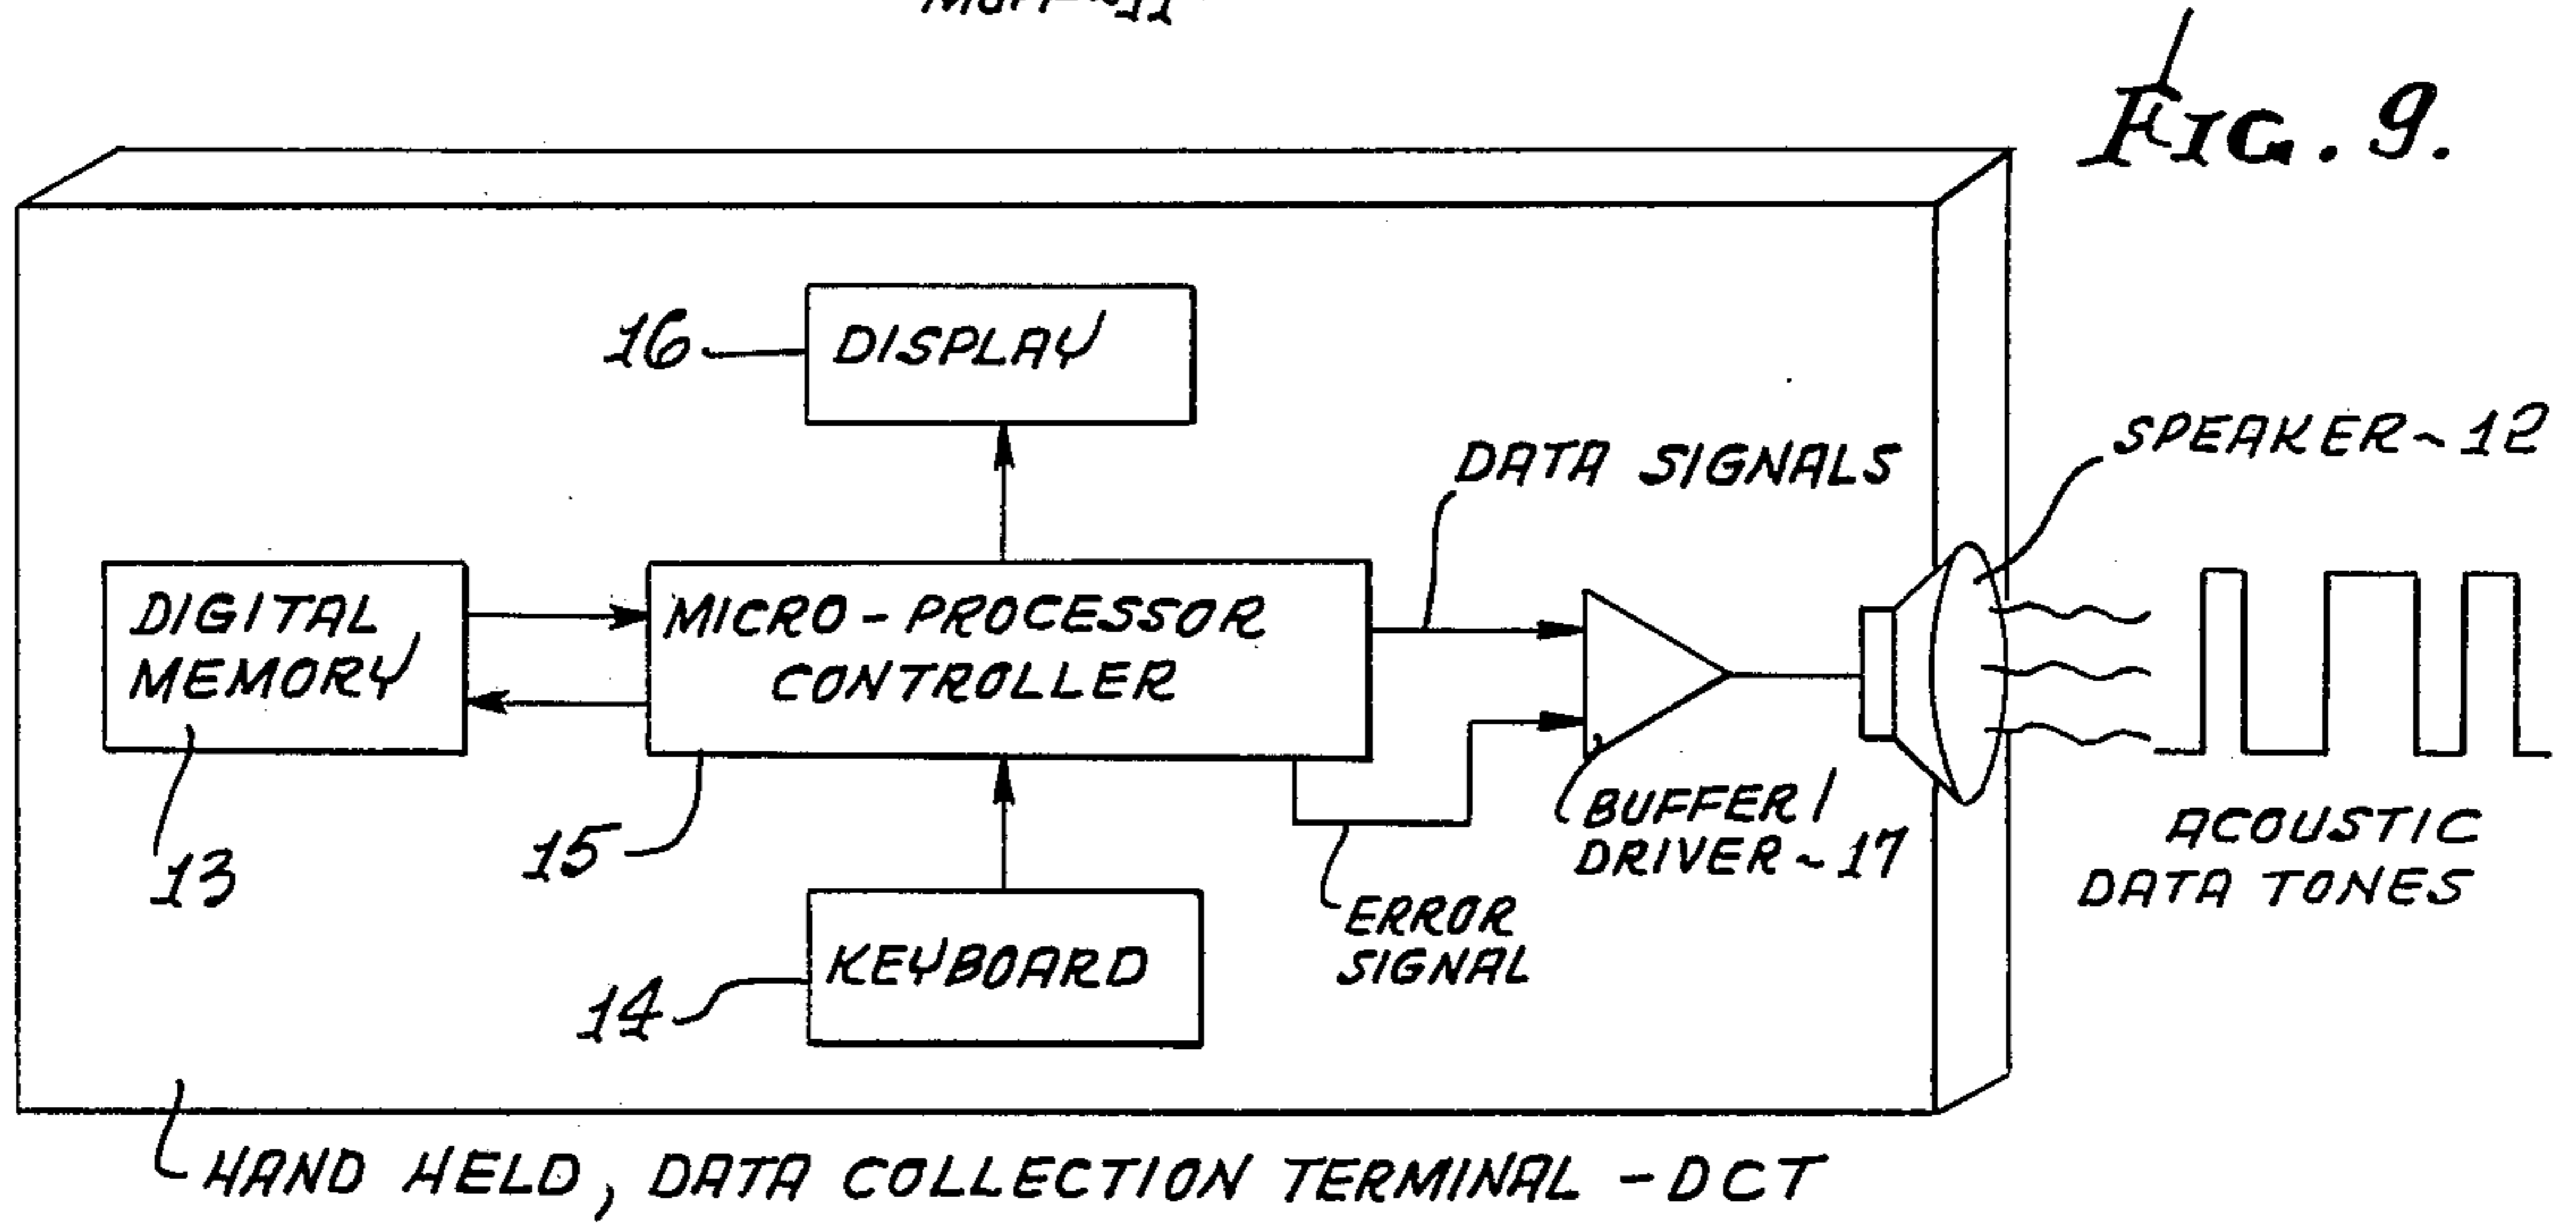 FIG. 9.
DISPLAY
16
DATA SIGNALS
SPEAKER~12
DIGITAL
MEMORY
MICRO-PROCESSOR
CONTROLLER
13
15
BUFFER/
DRIVER~17
ACOUSTIC
DATA TONES
ERROR
SIGNAL
KEYBOARD
14
HAND HELD, DATA COLLECTION TERMINAL-DCT